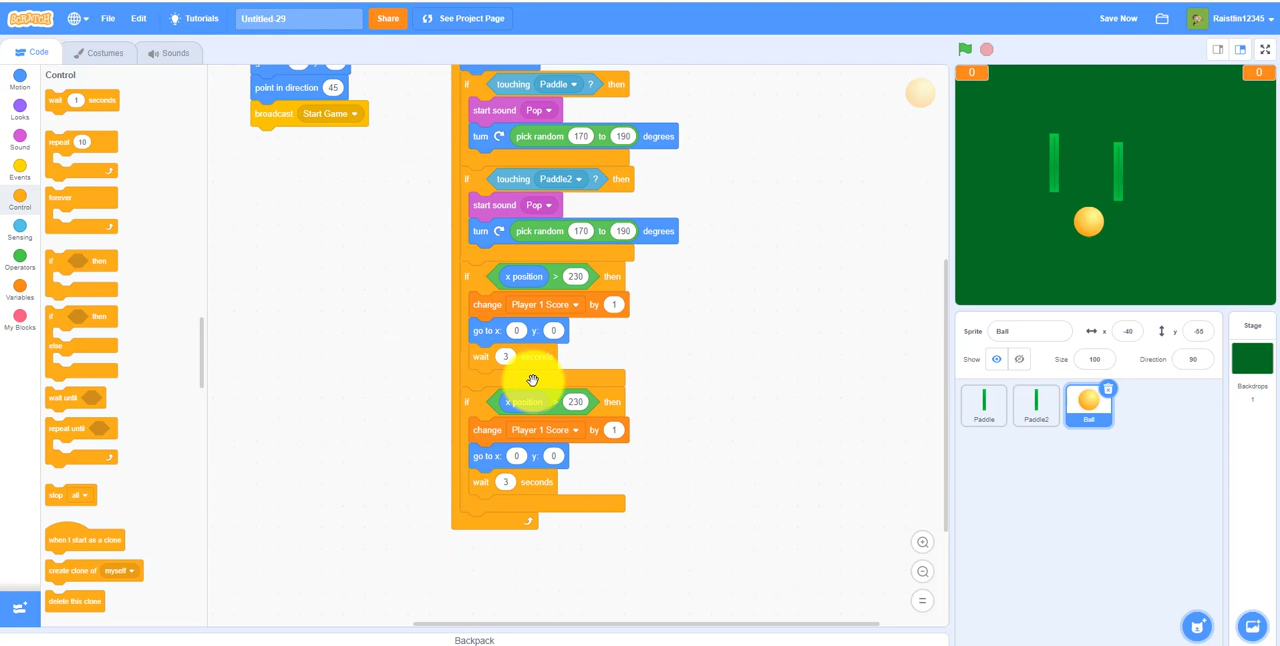 SCRATCH File Edit Tutorials Untitled-29 Share See Project Page Save Now Raistlin12345
Code Costumes Sounds
Motion
Looks
Sound
Events
Control
Sensing
Operators
Variables
My Blocks
Control
wait 1 seconds
repeat 10
forever
if then
if then
else
wait until
repeat until
stop all
when I start as a clone
create clone of myself
delete this clone
point in direction 45
broadcast Start Game
if touching Paddle ? then
start sound Pop
turn pick random 170 to 190 degrees
if touching Paddle2 ? then
start sound Pop
turn pick random 170 to 190 degrees
if x position > 230 then
change Player 1 Score by 1
go to x: 0 y: 0
wait 3 seconds
if x position > 230 then
change Player 1 Score by 1
go to x: 0 y: 0
wait 3 seconds
Backpack
0 0
Sprite Ball x -40 y -55
Show Size 100 Direction 90
Paddle Paddle2 Ball
Stage
Backdrops
1